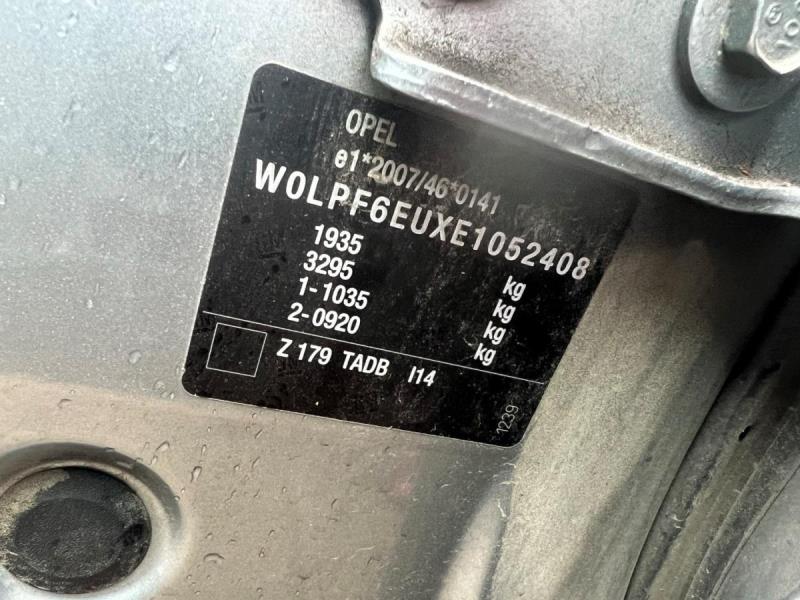 OPEL
e1*2007/46*0141
W0LPF6EUXE1052408
1935 kg
3295 kg
1-1035 kg
2-0920 kg
Z 179 TADB I14
1239